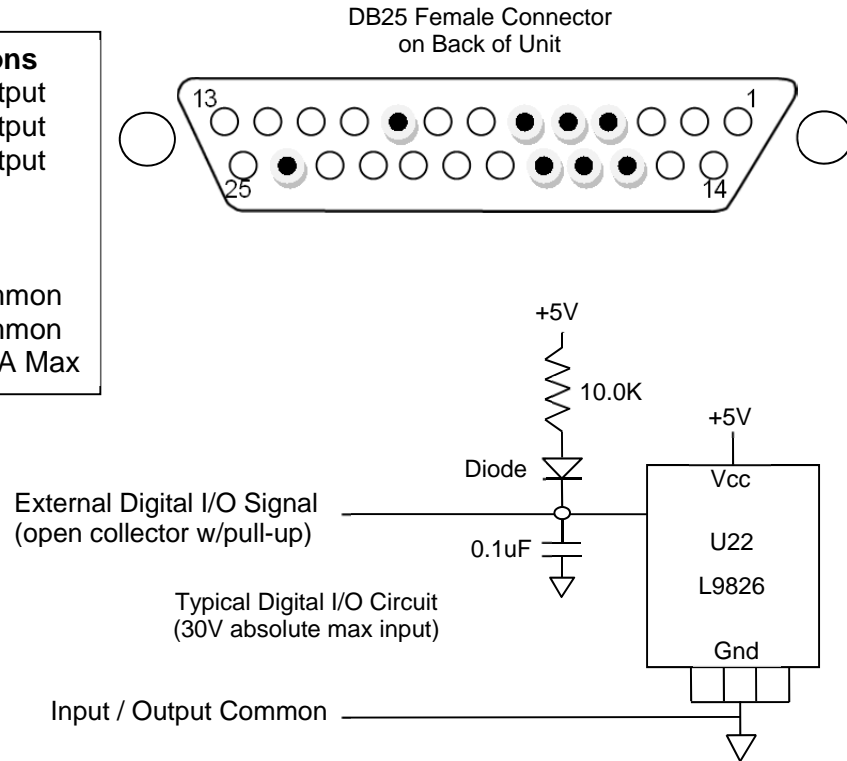 DB25 Female Connector
on Back of Unit
ons
tput
tput
tput
mmon
mmon
A Max
13
1
25
14
+5V
10.0K
+5V
Diode
Vcc
External Digital I/O Signal
(open collector w/pull-up)
0.1uF
U22
L9826
Typical Digital I/O Circuit
(30V absolute max input)
Gnd
Input / Output Common